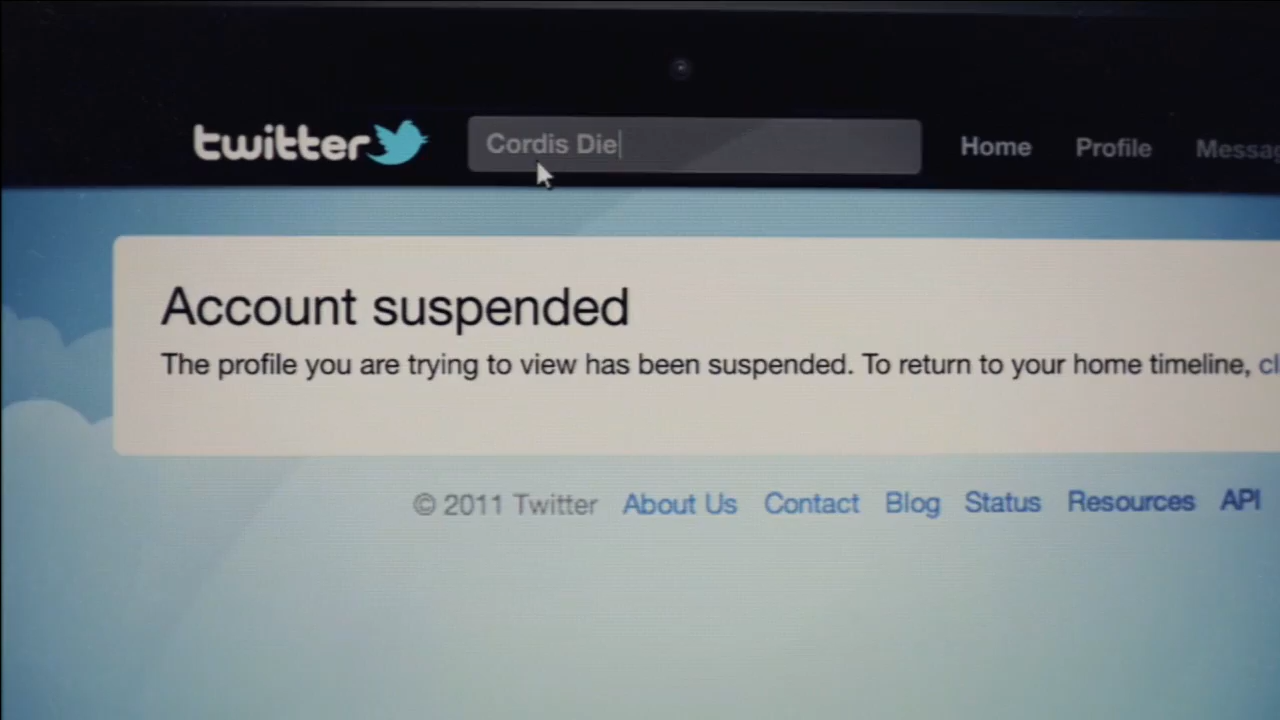 twitter Cordis Die Home Profile
Account suspended
The profile you are trying to view has been suspended. To return to your home timeline,
© 2011 Twitter About Us Contact Blog Status Resources API